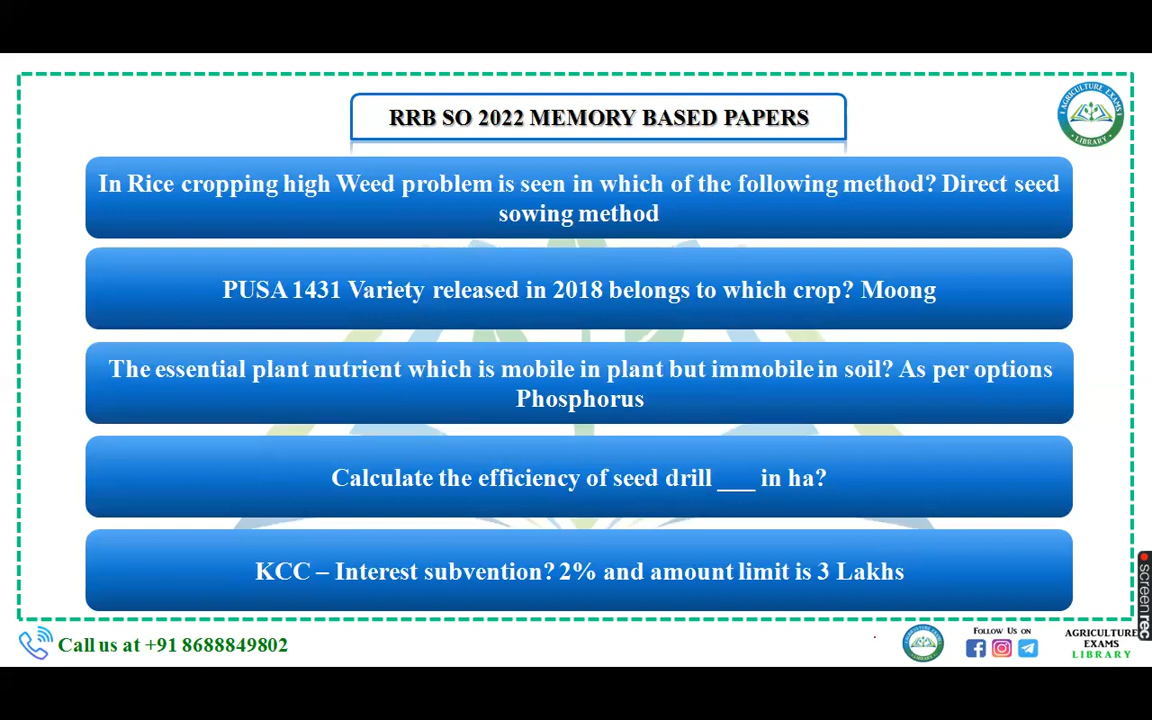 RRB SO 2022 MEMORY BASED PAPERS
AGRICULTURE EXAMS
LIBRARY
In Rice cropping high Weed problem is seen in which of the following method? Direct seed
sowing method
PUSA 1431 Variety released in 2018 belongs to which crop? Moong
The essential plant nutrient which is mobile in plant but immobile in soil? As per options
Phosphorus
Calculate the efficiency of seed drill ___ in ha?
KCC – Interest subvention? 2% and amount limit is 3 Lakhs
screenrec
Call us at +91 8688849802
FOLLOW US ON
AGRICULTURE
EXAMS
LIBRARY